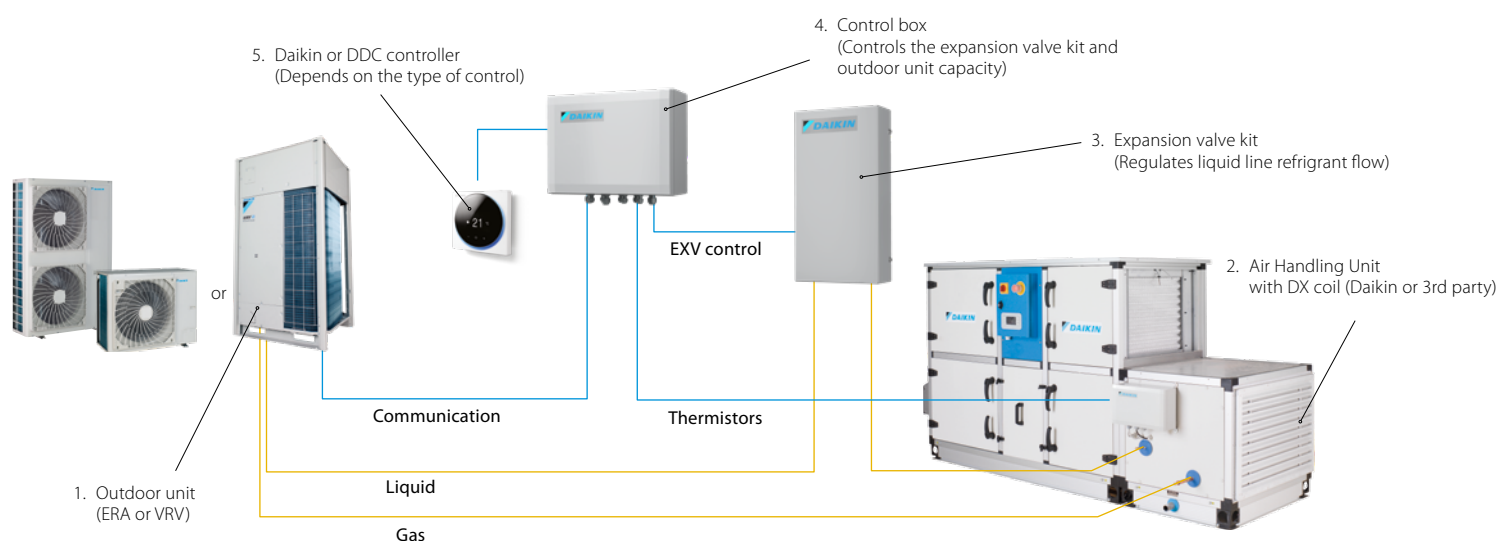 4. Control box
(Controls the expansion valve kit and
outdoor unit capacity)
5. Daikin or DDC controller
(Depends on the type of control)
DAIKIN
DAIKIN
3. Expansion valve kit
(Regulates liquid line refrigrant flow)
21
EXV control
2. Air Handling Unit
with DX coil (Daikin or 3rd party)
or
DAIKIN
DAIKIN
Communication
Thermistors
1. Outdoor unit
(ERA or VRV)
Liquid
Gas